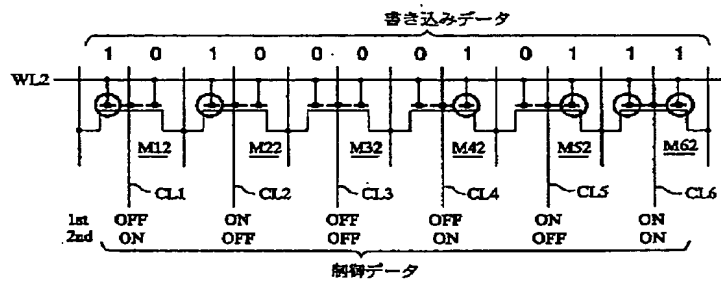 書き込みデータ
1 0 1 0 0 0 0 1 0 1 1 1
WL2
M12 M22 M32 M42 M52 M62
CL1 CL2 CL3 CL4 CL5 CL6
1st OFF ON OFF OFF ON ON
2nd ON OFF OFF ON OFF ON
制御データ